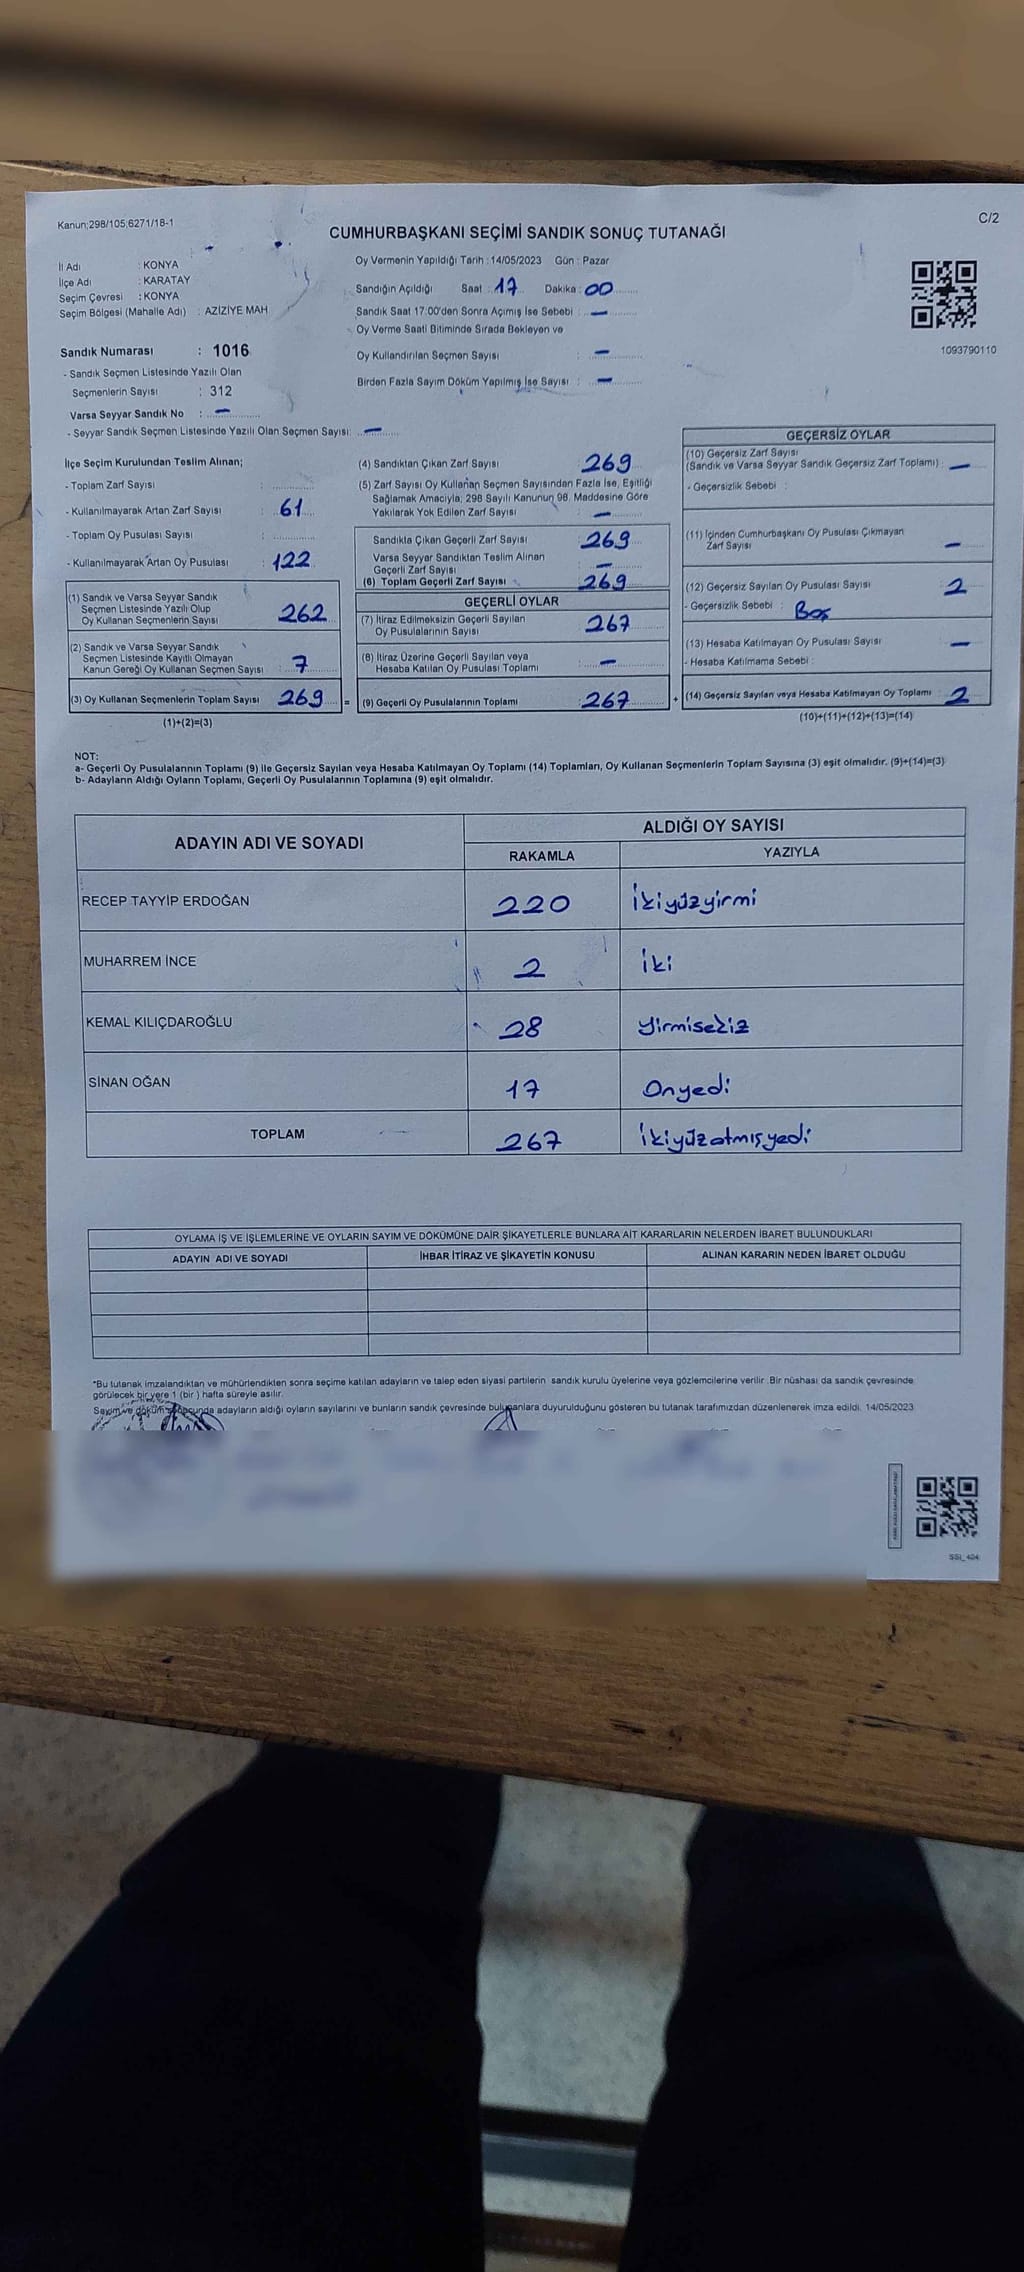 Kanun;298/105;6271/18-1
C/2
CUMHURBAŞKANI SEÇİMİ SANDIK SONUÇ TUTANAĞI
İl Adı : KONYA
İlçe Adı : KARATAY
Seçim Çevresi : KONYA
Seçim Bölgesi (Mahalle Adı) : AZİZİYE MAH
Sandık Numarası : 1016
- Sandık Seçmen Listesinde Yazılı Olan
Seçmenlerin Sayısı : 312
Varsa Seyyar Sandık No : —
- Seyyar Sandık Seçmen Listesinde Yazılı Olan Seçmen Sayısı: —
Oy Vermenin Yapıldığı Tarih : 14/05/2023 Gün : Pazar
Sandığın Açıldığı Saat : 17 Dakika : 00
Sandık Saat 17:00'den Sonra Açımış İse Sebebi : —
Oy Verme Saati Bitiminde Sırada Bekleyen ve
Oy Kullandırılan Seçmen Sayısı : —
Birden Fazla Sayım Döküm Yapılmış İse Sayısı : —
1093790110
İlçe Seçim Kurulundan Teslim Alınan;
- Toplam Zarf Sayısı :
- Kullanılmayarak Artan Zarf Sayısı : 61
- Toplam Oy Pusulası Sayısı :
- Kullanılmayarak Artan Oy Pusulası : 122
(1) Sandık ve Varsa Seyyar Sandık
Seçmen Listesinde Yazılı Olup
Oy Kullanan Seçmenlerin Sayısı : 262
(2) Sandık ve Varsa Seyyar Sandık
Seçmen Listesinde Kayıtlı Olmayan
Kanun Gereği Oy Kullanan Seçmen Sayısı : 7
(3) Oy Kullanan Seçmenlerin Toplam Sayısı 269 =
(1)+(2)=(3)
(4) Sandıktan Çıkan Zarf Sayısı 269
(5) Zarf Sayısı Oy Kullanan Seçmen Sayısından Fazla İse, Eşitliği
Sağlamak Amacıyla, 298 Sayılı Kanunun 98. Maddesine Göre
Yakılarak Yok Edilen Zarf Sayısı : —
Sandıkla Çıkan Geçerli Zarf Sayısı : 269
Varsa Seyyar Sandıktan Teslim Alınan
Geçerli Zarf Sayısı : —
(6) Toplam Geçerli Zarf Sayısı : 269
GEÇERLİ OYLAR
(7) İtiraz Edilmeksizin Geçerli Sayılan
Oy Pusulalarının Sayısı : 267
(8) İtiraz Üzerine Geçerli Sayılan veya
Hesaba Katılan Oy Pusulası Toplamı : —
(9) Geçerli Oy Pusulalarının Toplamı : 267 +
GEÇERSİZ OYLAR
(10) Geçersiz Zarf Sayısı
(Sandık ve Varsa Seyyar Sandık Geçersiz Zarf Toplamı) : —
- Geçersizlik Sebebi :
(11) İçinden Cumhurbaşkanı Oy Pusulası Çıkmayan
Zarf Sayısı : —
(12) Geçersiz Sayılan Oy Pusulası Sayısı : 2
- Geçersizlik Sebebi : Boş
(13) Hesaba Katılmayan Oy Pusulası Sayısı : —
- Hesaba Katılmama Sebebi :
(14) Geçersiz Sayılan veya Hesaba Katılmayan Oy Toplamı : 2
(10)+(11)+(12)+(13)=(14)
NOT:
a- Geçerli Oy Pusulalarının Toplamı (9) ile Geçersiz Sayılan veya Hesaba Katılmayan Oy Toplamı (14) Toplamları, Oy Kullanan Seçmenlerin Toplam Sayısına (3) eşit olmalıdır. (9)+(14)=(3)
b- Adayların Aldığı Oyların Toplamı, Geçerli Oy Pusulalarının Toplamına (9) eşit olmalıdır.
ADAYIN ADI VE SOYADI ALDIĞI OY SAYISI
RAKAMLA YAZIYLA
RECEP TAYYİP ERDOĞAN 220 İkiyüzyirmi
MUHARREM İNCE 2 İki
KEMAL KILIÇDAROĞLU 28 Yirmisekiz
SİNAN OĞAN 17 Onyedi
TOPLAM 267 İkiyüzatmışyedi
OYLAMA İŞ VE İŞLEMLERİNE VE OYLARIN SAYIM VE DÖKÜMÜNE DAİR ŞİKAYETLERLE BUNLARA AİT KARARLARIN NELERDEN İBARET BULUNDUKLARI
ADAYIN ADI VE SOYADI İHBAR İTİRAZ VE ŞİKAYETİN KONUSU ALINAN KARARIN NEDEN İBARET OLDUĞU
*Bu tutanak imzalandıktan ve mühürlendikten sonra seçime katılan adayların ve talep eden siyasi partilerin sandık kurulu üyelerine veya gözlemcilerine verilir .Bir nüshası da sandık çevresinde
görülecek bir yere 1 (bir ) hafta süreyle asılır.
Sayım ve döküm sonucunda adayların aldığı oyların sayılarını ve bunların sandık çevresinde bulunanlara duyurulduğunu gösteren bu tutanak tarafımızdan düzenlenerek imza edildi. 14/05/2023